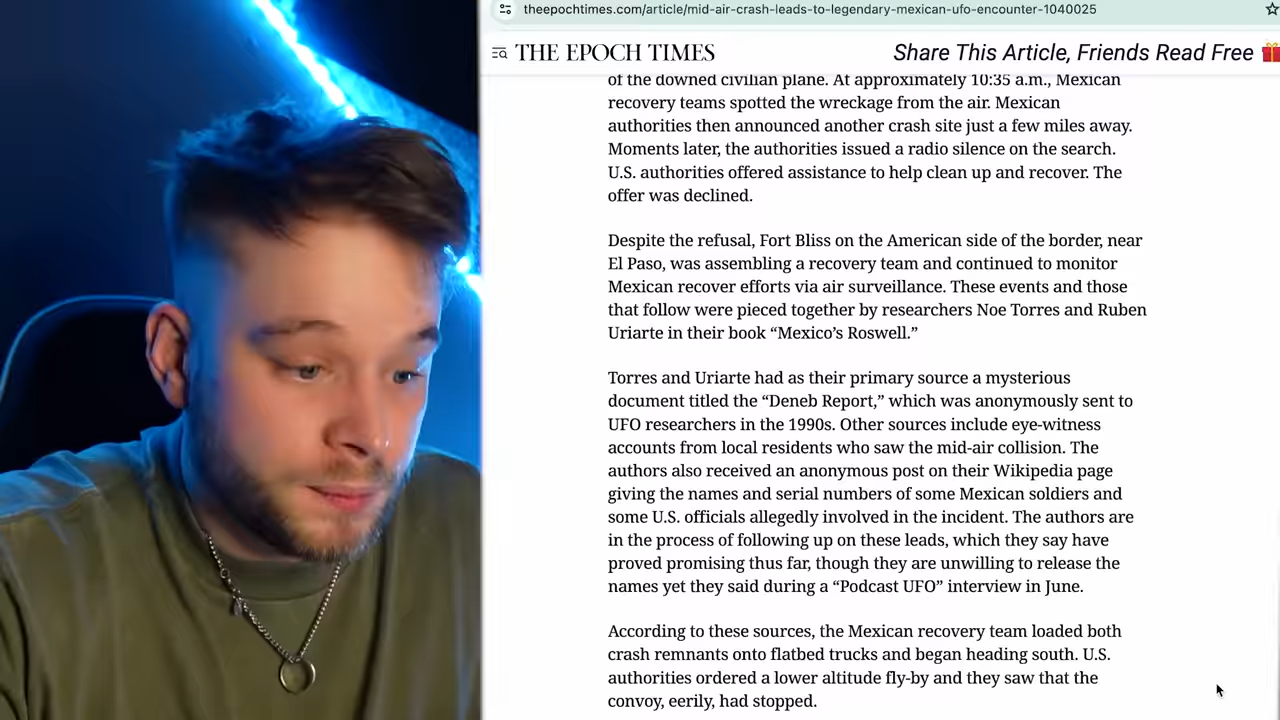 theepochtimes.com/article/mid-air-crash-leads-to-legendary-mexican-ufo-encounter-1040025
THE EPOCH TIMES
Share This Article, Friends Read Free
of the downed civilian plane. At approximately 10:35 a.m., Mexican
recovery teams spotted the wreckage from the air. Mexican
authorities then announced another crash site just a few miles away.
Moments later, the authorities issued a radio silence on the search.
U.S. authorities offered assistance to help clean up and recover. The
offer was declined.
Despite the refusal, Fort Bliss on the American side of the border, near
El Paso, was assembling a recovery team and continued to monitor
Mexican recover efforts via air surveillance. These events and those
that follow were pieced together by researchers Noe Torres and Ruben
Uriarte in their book “Mexico’s Roswell.”
Torres and Uriarte had as their primary source a mysterious
document titled the “Deneb Report,” which was anonymously sent to
UFO researchers in the 1990s. Other sources include eye-witness
accounts from local residents who saw the mid-air collision. The
authors also received an anonymous post on their Wikipedia page
giving the names and serial numbers of some Mexican soldiers and
some U.S. officials allegedly involved in the incident. The authors are
in the process of following up on these leads, which they say have
proved promising thus far, though they are unwilling to release the
names yet they said during a “Podcast UFO” interview in June.
According to these sources, the Mexican recovery team loaded both
crash remnants onto flatbed trucks and began heading south. U.S.
authorities ordered a lower altitude fly-by and they saw that the
convoy, eerily, had stopped.